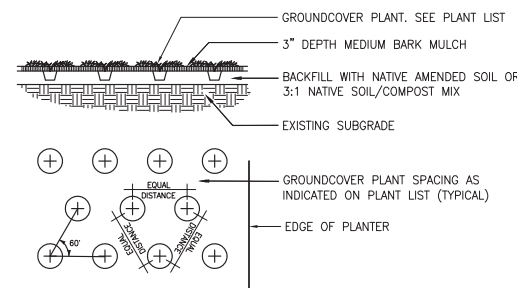 GROUNDCOVER PLANT. SEE PLANT LIST
3" DEPTH MEDIUM BARK MULCH
BACKFILL WITH NATIVE AMENDED SOIL OR
3:1 NATIVE SOIL/COMPOST MIX
EXISTING SUBGRADE
EQUAL
DISTANCE
GROUNDCOVER PLANT SPACING AS
INDICATED ON PLANT LIST (TYPICAL)
EDGE OF PLANTER
60°
EQUAL
DISTANCE
EQUAL
DISTANCE